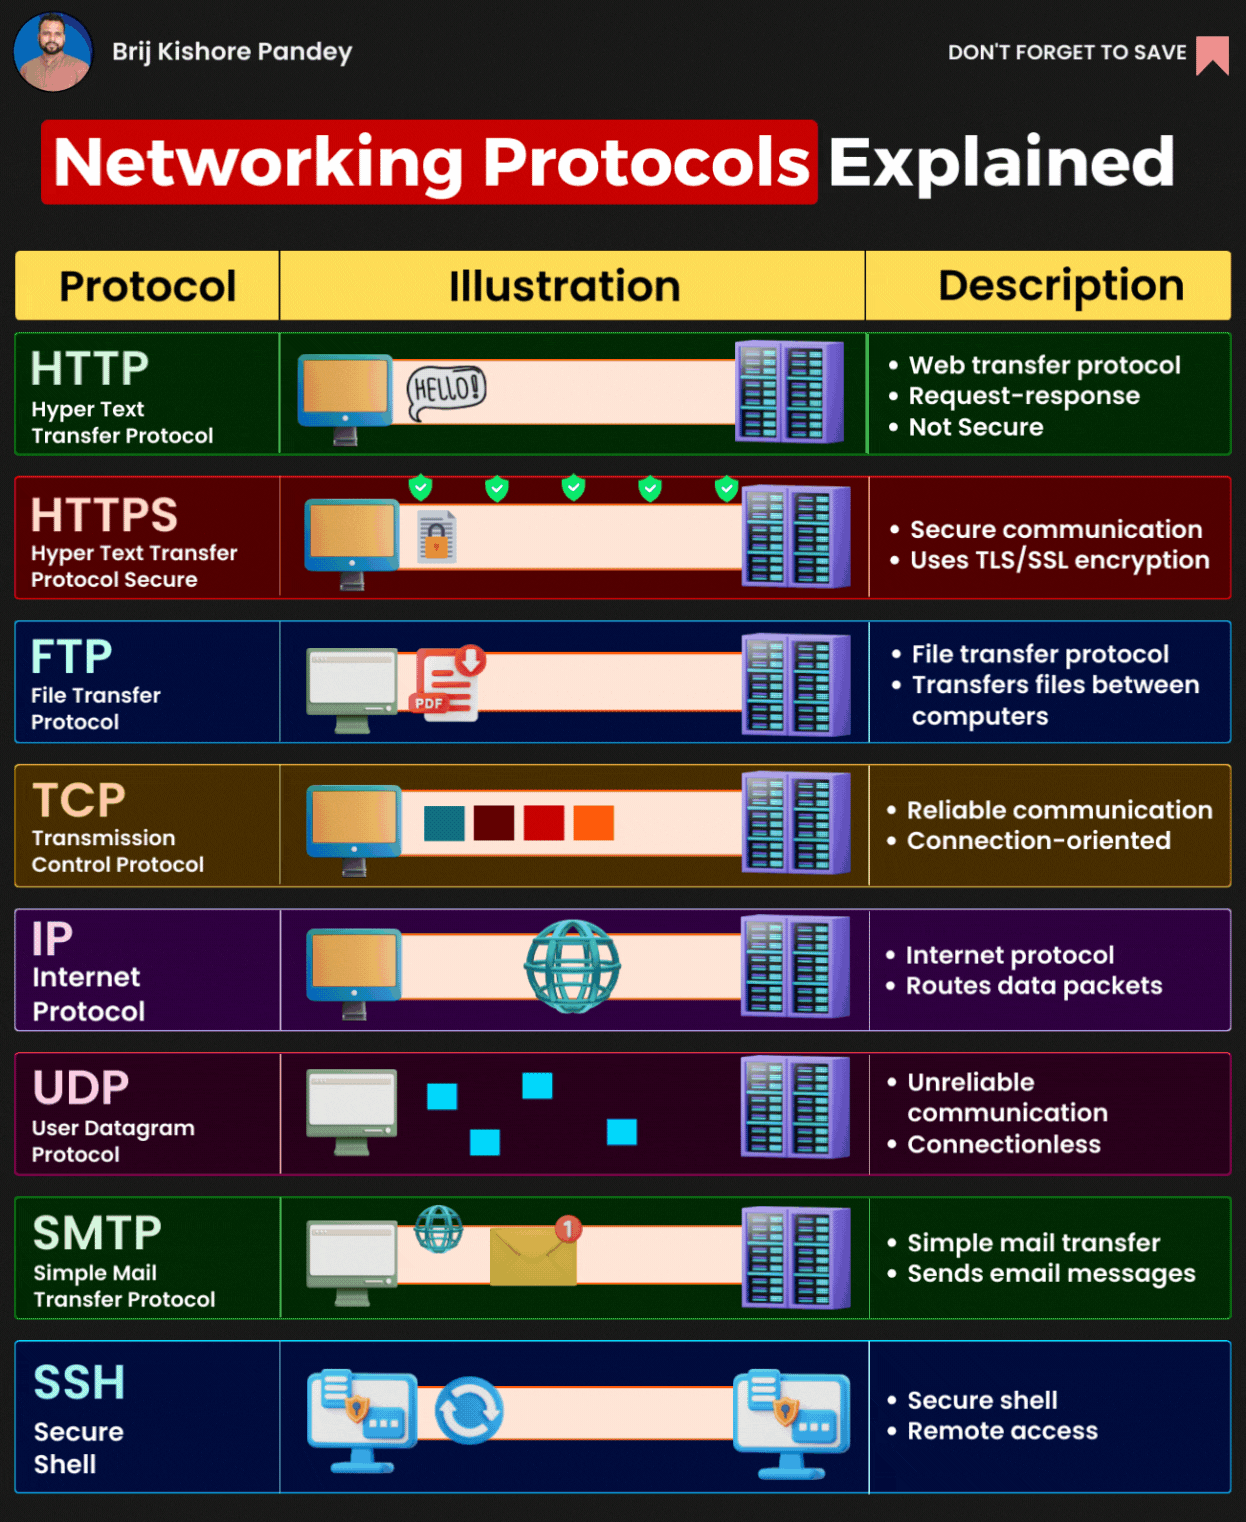 Brij Kishore Pandey
DON'T FORGET TO SAVE
Networking Protocols Explained
Protocol
Illustration
Description
HTTP
Hyper Text
Transfer Protocol
HELLO!
• Web transfer protocol
• Request-response
• Not Secure
HTTPS
Hyper Text Transfer
Protocol Secure
• Secure communication
• Uses TLS/SSL encryption
FTP
File Transfer
Protocol
PDF
• File transfer protocol
• Transfers files between
computers
TCP
Transmission
Control Protocol
• Reliable communication
• Connection-oriented
IP
Internet
Protocol
• Internet protocol
• Routes data packets
UDP
User Datagram
Protocol
• Unreliable
communication
• Connectionless
SMTP
Simple Mail
Transfer Protocol
1
• Simple mail transfer
• Sends email messages
SSH
Secure
Shell
• Secure shell
• Remote access